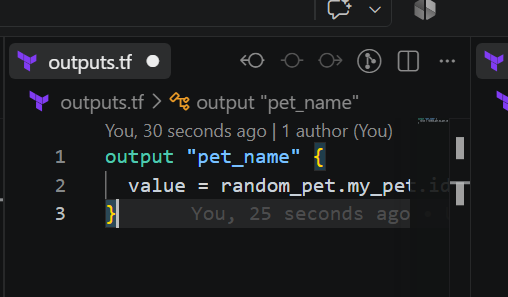 outputs.tf
outputs.tf > output "pet_name"
You, 30 seconds ago | 1 author (You)
1 output "pet_name" {
2 value = random_pet.my_pet.id
3 } You, 25 seconds ago